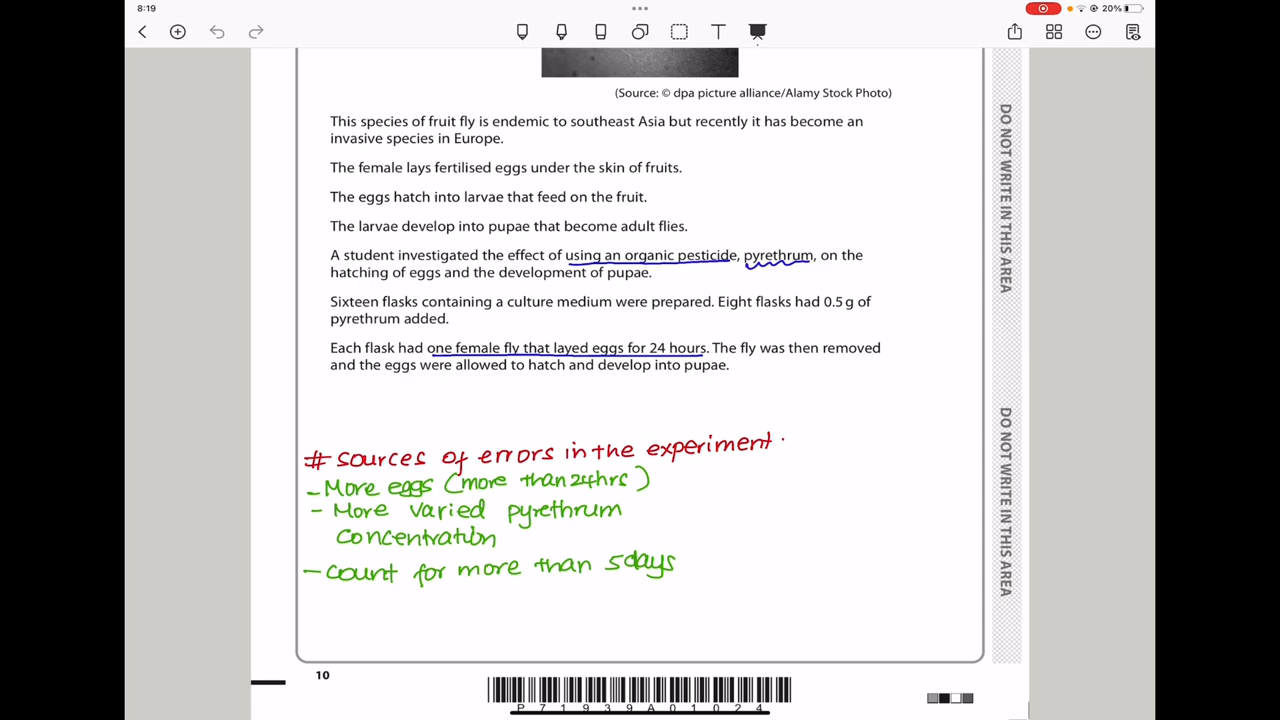 8:19
20%
T
(Source: © dpa picture alliance/Alamy Stock Photo)
This species of fruit fly is endemic to southeast Asia but recently it has become an
invasive species in Europe.
The female lays fertilised eggs under the skin of fruits.
The eggs hatch into larvae that feed on the fruit.
The larvae develop into pupae that become adult flies.
A student investigated the effect of using an organic pesticide, pyrethrum, on the
hatching of eggs and the development of pupae.
Sixteen flasks containing a culture medium were prepared. Eight flasks had 0.5 g of
pyrethrum added.
Each flask had one female fly that layed eggs for 24 hours. The fly was then removed
and the eggs were allowed to hatch and develop into pupae.
# sources of errors in the experiment.
- More eggs (more than 24hrs)
- More varied pyrethrum
concentration
- count for more than 5days
10
P71939A01024
DO NOT WRITE IN THIS AREA
DO NOT WRITE IN THIS AREA